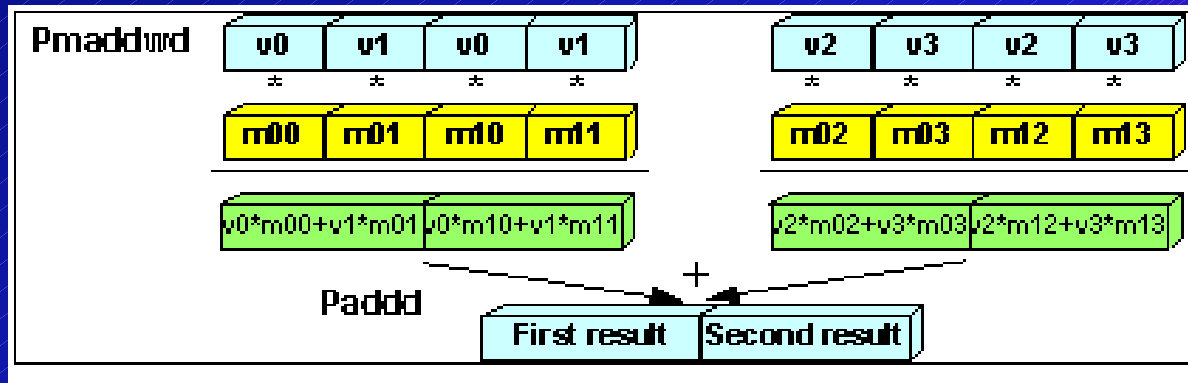 Pmaddwd v0 v1 v0 v1 v2 v3 v2 v3
* * * * * * * *
m00 m01 m10 m11 m02 m03 m12 m13
v0*m00+v1*m01 v0*m10+v1*m11 v2*m02+v3*m03 v2*m12+v3*m13
+
Paddd
First result Second result